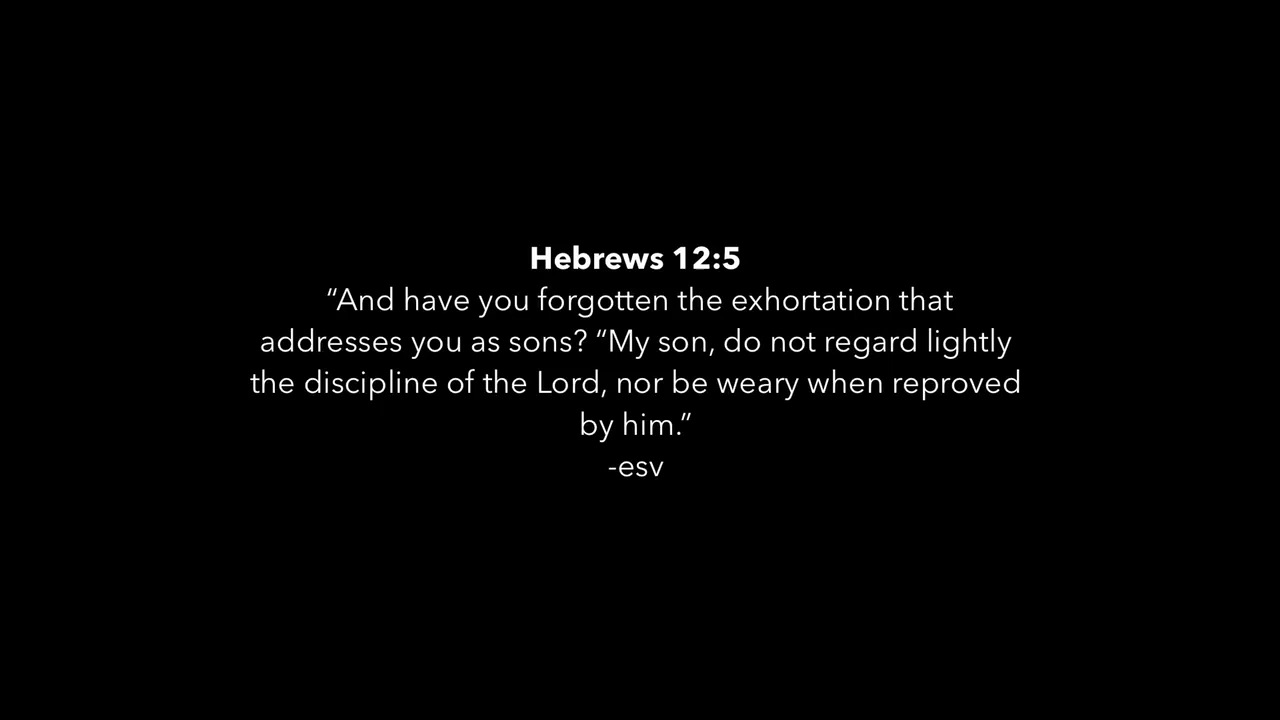 Hebrews 12:5
“And have you forgotten the exhortation that
addresses you as sons? “My son, do not regard lightly
the discipline of the Lord, nor be weary when reproved
by him.”
-esv